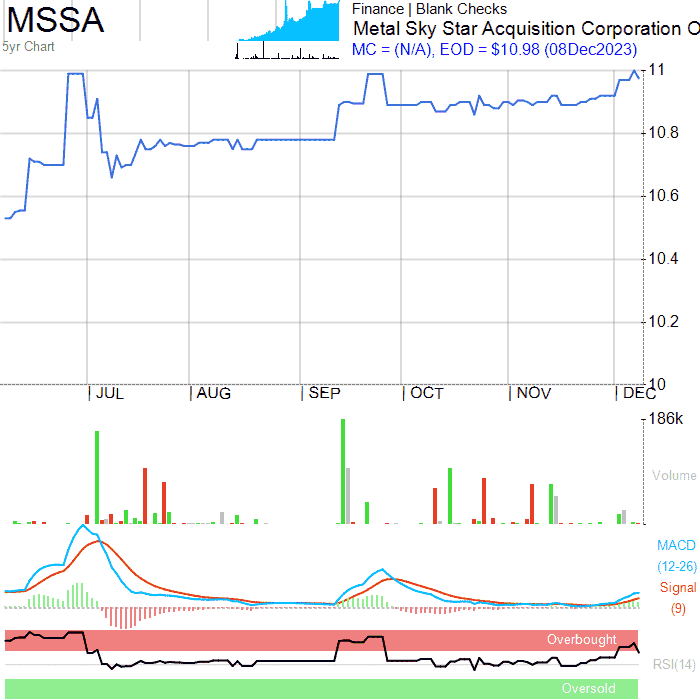 MSSA
5yr Chart
Finance | Blank Checks
Metal Sky Star Acquisition Corporation O
MC = (N/A), EOD = $10.98 (08Dec2023)
11
10.8
10.6
10.4
10.2
10
JUL AUG SEP OCT NOV DEC
186k
Volume
MACD
(12-26)
Signal
(9)
Overbought
RSI(14)
Oversold